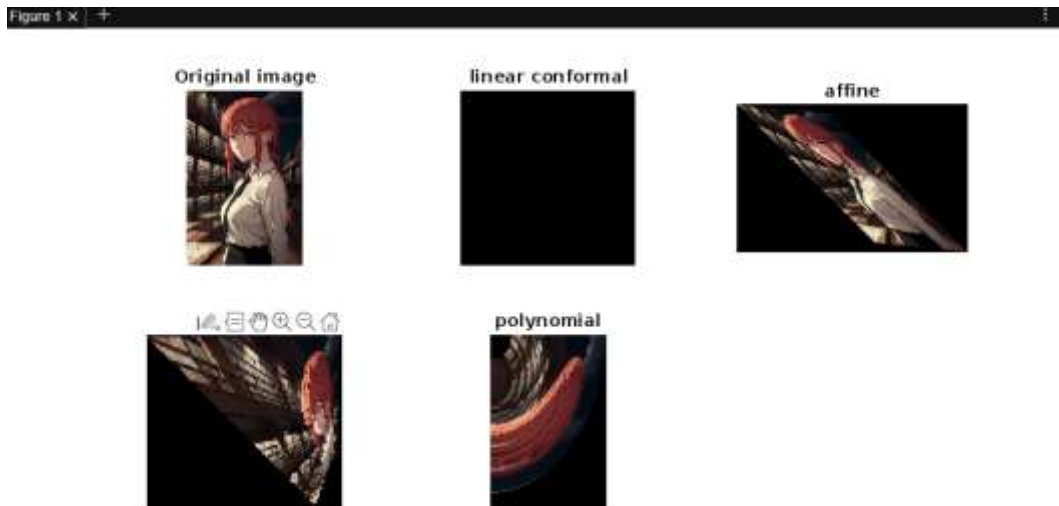 Figure 1 ×
Original image
linear conformal
affine
polynomial